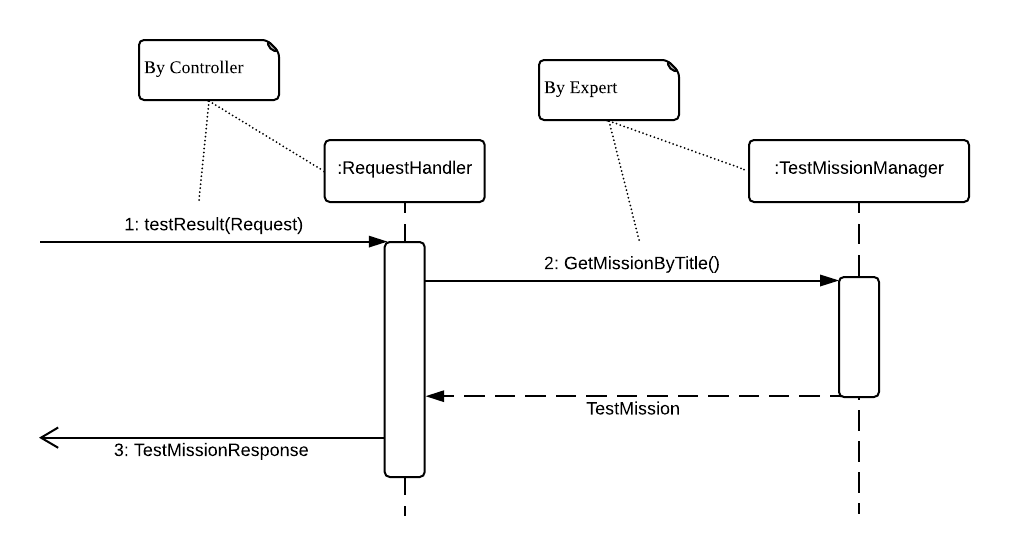 By Controller
By Expert
:RequestHandler
:TestMissionManager
1: testResult(Request)
2: GetMissionByTitle()
TestMission
3: TestMissionResponse